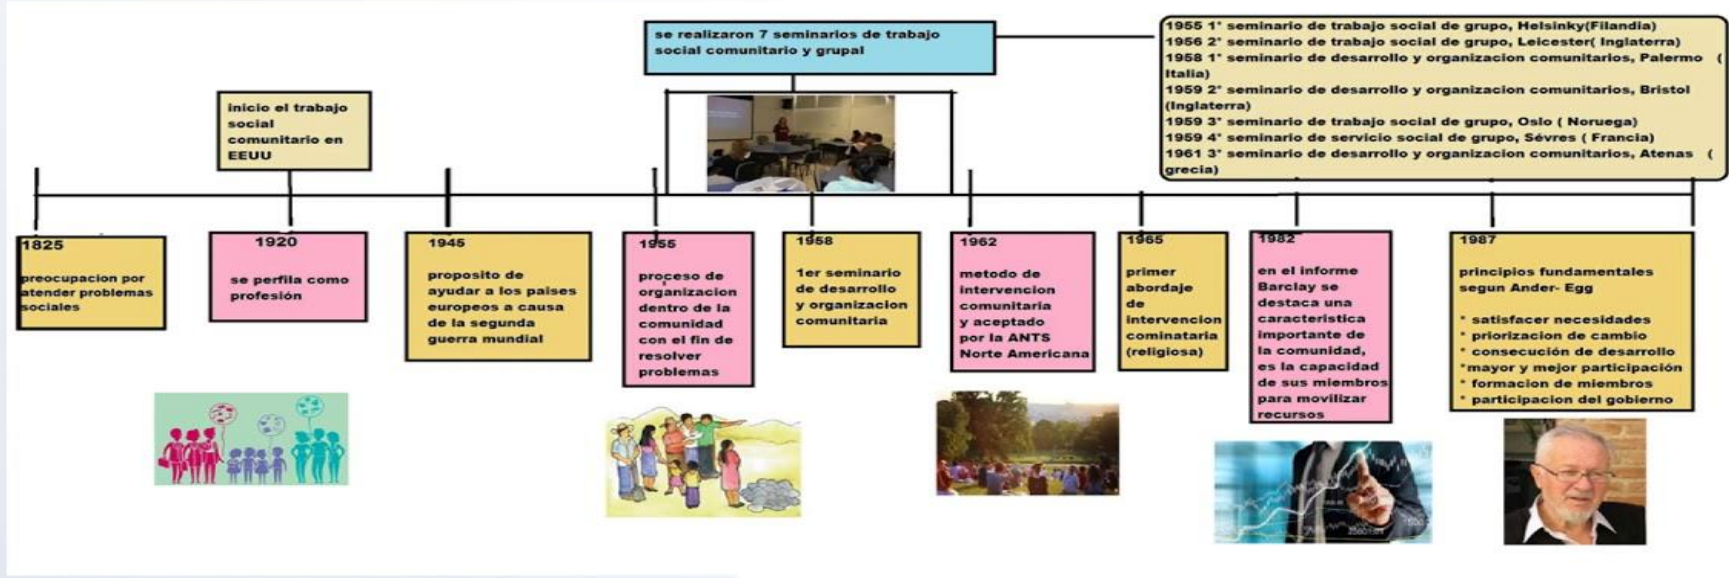 se realizaron 7 seminarios de trabajo
social comunitario y grupal
1955 1° seminario de trabajo social de grupo, Helsinky(Filandia)
1956 2° seminario de trabajo social de grupo, Leicester( Inglaterra)
1958 1° seminario de desarrollo y organizacion comunitarios, Palermo (
Italia)
1959 2° seminario de desarrollo y organizacion comunitarios, Bristol
(Inglaterra)
1959 3° seminario de trabajo social de grupo, Oslo ( Noruega)
1959 4° seminario de servicio social de grupo, Sévres ( Francia)
1961 3° seminario de desarrollo y organizacion comunitarios, Atenas (
grecia)
inicio el trabajo
social
comunitario en
EEUU
1825
preocupacion por
atender problemas
sociales
1920
se perfila como
profesión
1945
proposito de
ayudar a los paises
europeos a causa
de la segunda
guerra mundial
1955
proceso de
organizacion
dentro de la
comunidad
con el fin de
resolver
problemas
1958
1er seminario
de desarrollo
y organizacion
comunitaria
1962
metodo de
intervencion
comunitaria
y aceptado
por la ANTS
Norte Americana
1965
primer
abordaje
de
intervencion
cominataria
(religiosa)
1982
en el informe
Barclay se
destaca una
caracteristica
importante de
la comunidad,
es la capacidad
de sus miembros
para movilizar
recursos
1987
principios fundamentales
segun Ander- Egg
* satisfacer necesidades
* priorizacion de cambio
* consecución de desarrollo
*mayor y mejor participación
* formacion de miembros
* participacion del gobierno